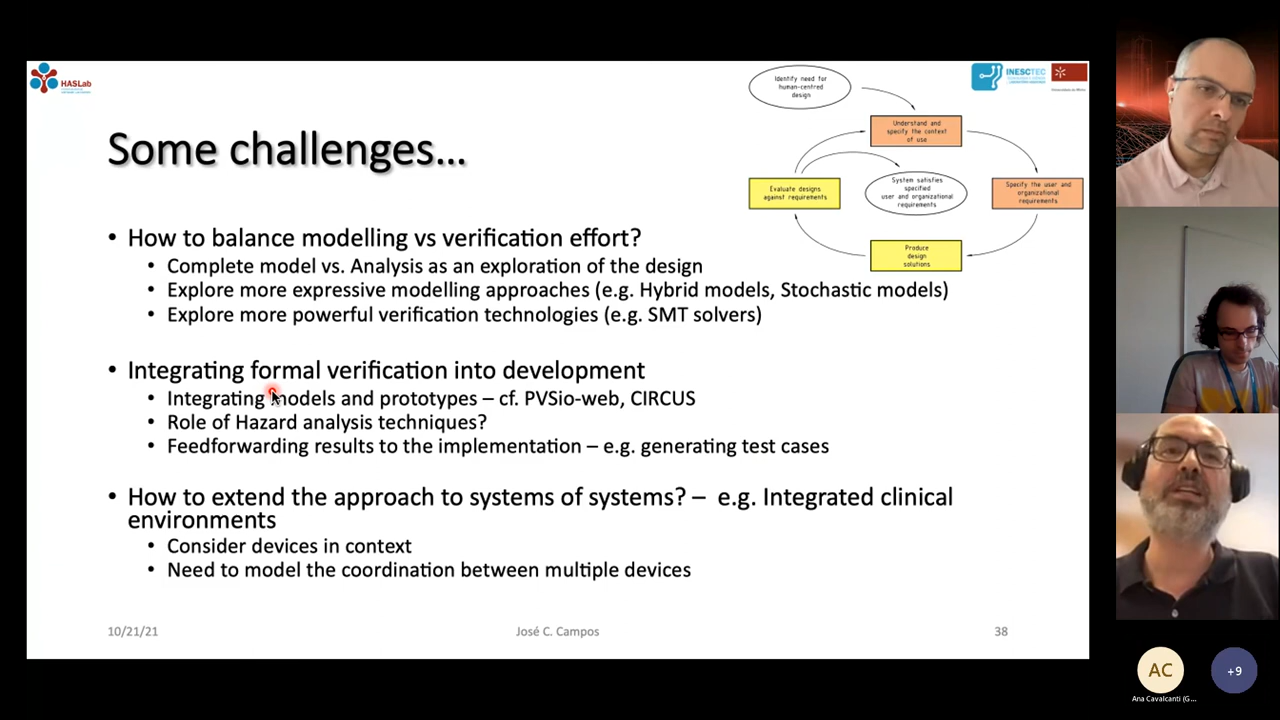 HASLab
Identify need for
human-centred
design
INESCTEC
Understand and
specify the context
of use
Some challenges...
Evaluate designs
against requirements
System satisfies
specified
user and organizational
requirements
Specify the user and
organizational
requirements
Produce
design
solutions
• How to balance modelling vs verification effort?
• Complete model vs. Analysis as an exploration of the design
• Explore more expressive modelling approaches (e.g. Hybrid models, Stochastic models)
• Explore more powerful verification technologies (e.g. SMT solvers)
• Integrating formal verification into development
• Integrating models and prototypes – cf. PVSio-web, CIRCUS
• Role of Hazard analysis techniques?
• Feedforwarding results to the implementation – e.g. generating test cases
• How to extend the approach to systems of systems? – e.g. Integrated clinical
environments
• Consider devices in context
• Need to model the coordination between multiple devices
10/21/21
José C. Campos
38
AC
+9
Ana Cavalcanti (G...